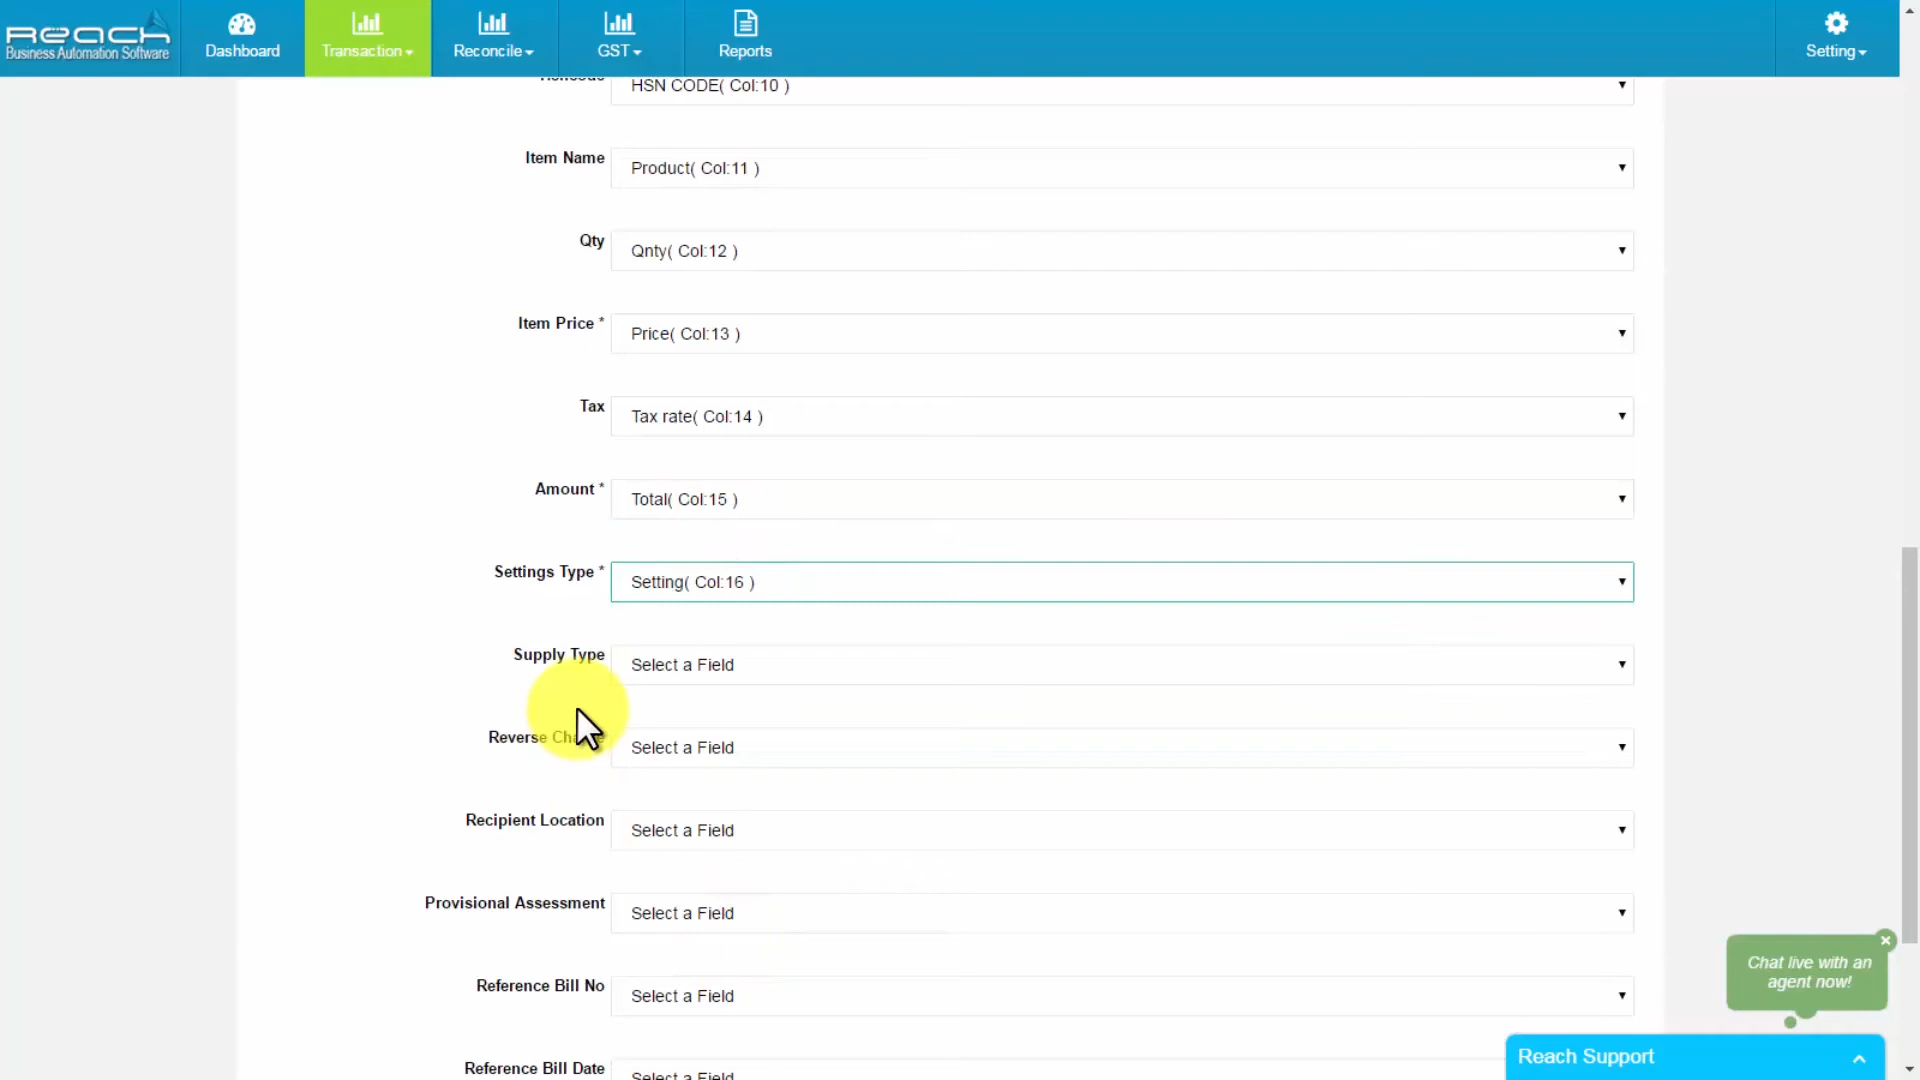 Reach
Business Automation Software
Dashboard
Transaction
Reconcile
GST
Reports
Setting
HSN CODE( Col:10 )
Item Name
Product( Col:11 )
Qty
Qnty( Col:12 )
Item Price *
Price( Col:13 )
Tax
Tax rate( Col:14 )
Amount *
Total( Col:15 )
Settings Type *
Setting( Col:16 )
Supply Type
Select a Field
Reverse
Select a Field
Recipient Location
Select a Field
Provisional Assessment
Select a Field
Reference Bill No
Select a Field
Reference Bill Date
Select a Field
Chat live with an
agent now!
Reach Support